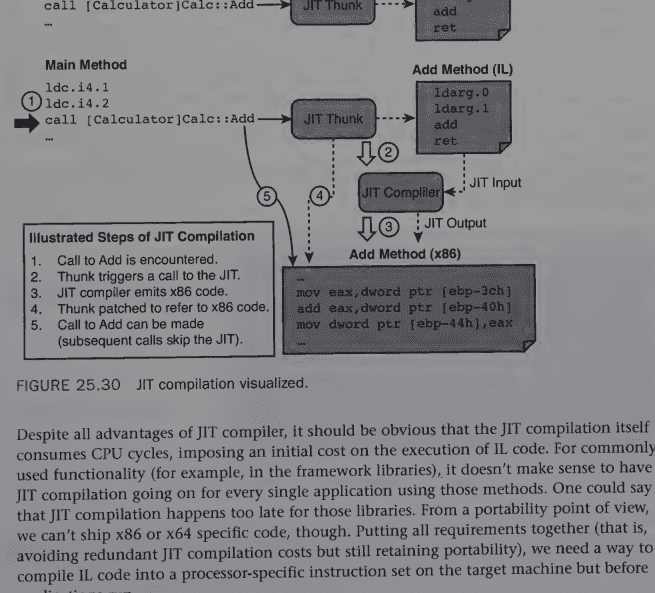 call [Calculator]Calc::Add
JIT Thunk
add
…
ret
Main Method
Add Method (IL)
ldc.i4.1
ldarg.0
1
ldc.i4.2
ldarg.1
call [Calculator]Calc::Add
JIT Thunk
add
…
ret
2
JIT Compiler
JIT Input
5
4
3
JIT Output
Illustrated Steps of JIT Compilation
Add Method (x86)
1. Call to Add is encountered.
2. Thunk triggers a call to the JIT.
3. JIT compiler emits x86 code.
4. Thunk patched to refer to x86 code.
5. Call to Add can be made
(subsequent calls skip the JIT).
…
mov eax,dword ptr [ebp-3ch]
add eax,dword ptr [ebp-40h]
mov dword ptr [ebp-44h],eax
…
FIGURE 25.30 JIT compilation visualized.
Despite all advantages of JIT compiler, it should be obvious that the JIT compilation itself
consumes CPU cycles, imposing an initial cost on the execution of IL code. For commonly
used functionality (for example, in the framework libraries), it doesn't make sense to have
JIT compilation going on for every single application using those methods. One could say
that JIT compilation happens too late for those libraries. From a portability point of view,
we can't ship x86 or x64 specific code, though. Putting all requirements together (that is,
avoiding redundant JIT compilation costs but still retaining portability), we need a way to
compile IL code into a processor-specific instruction set on the target machine but before